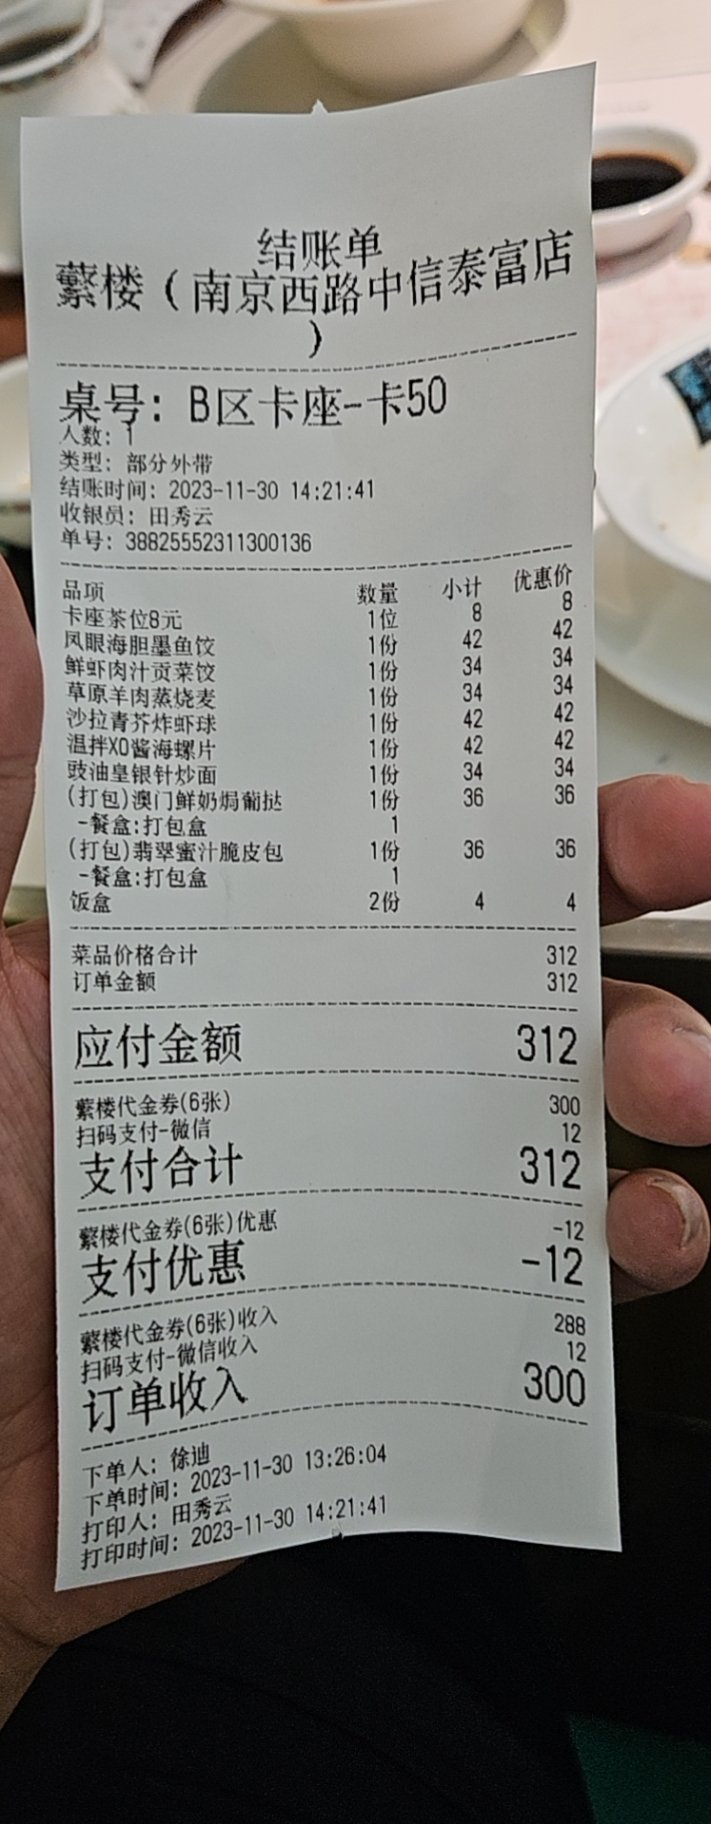 结账单
蘩楼（南京西路中信泰富店
）
桌号: B区卡座-卡50
人数: 1
类型: 部分外带
结账时间: 2023-11-30 14:21:41
收银员: 田秀云
单号: 38825552311300136
品项 数量 小计 优惠价
卡座茶位8元 1位 8 8
凤眼海胆墨鱼饺 1份 42 42
鲜虾肉汁贡菜饺 1份 34 34
草原羊肉蒸烧麦 1份 34 34
沙拉青芥炸虾球 1份 42 42
温拌XO酱海螺片 1份 42 42
豉油皇银针炒面 1份 34 34
(打包)澳门鲜奶焗葡挞 1份 36 36
-餐盒:打包盒 1
(打包)翡翠蜜汁脆皮包 1份 36 36
-餐盒:打包盒 1
饭盒 2份 4 4
菜品价格合计 312
订单金额 312
应付金额 312
蘩楼代金券(6张) 300
扫码支付-微信 12
支付合计 312
蘩楼代金券(6张)优惠 -12
支付优惠 -12
蘩楼代金券(6张)收入 288
扫码支付-微信收入 12
订单收入 300
下单人: 徐迪
下单时间: 2023-11-30 13:26:04
打印人: 田秀云
打印时间: 2023-11-30 14:21:41